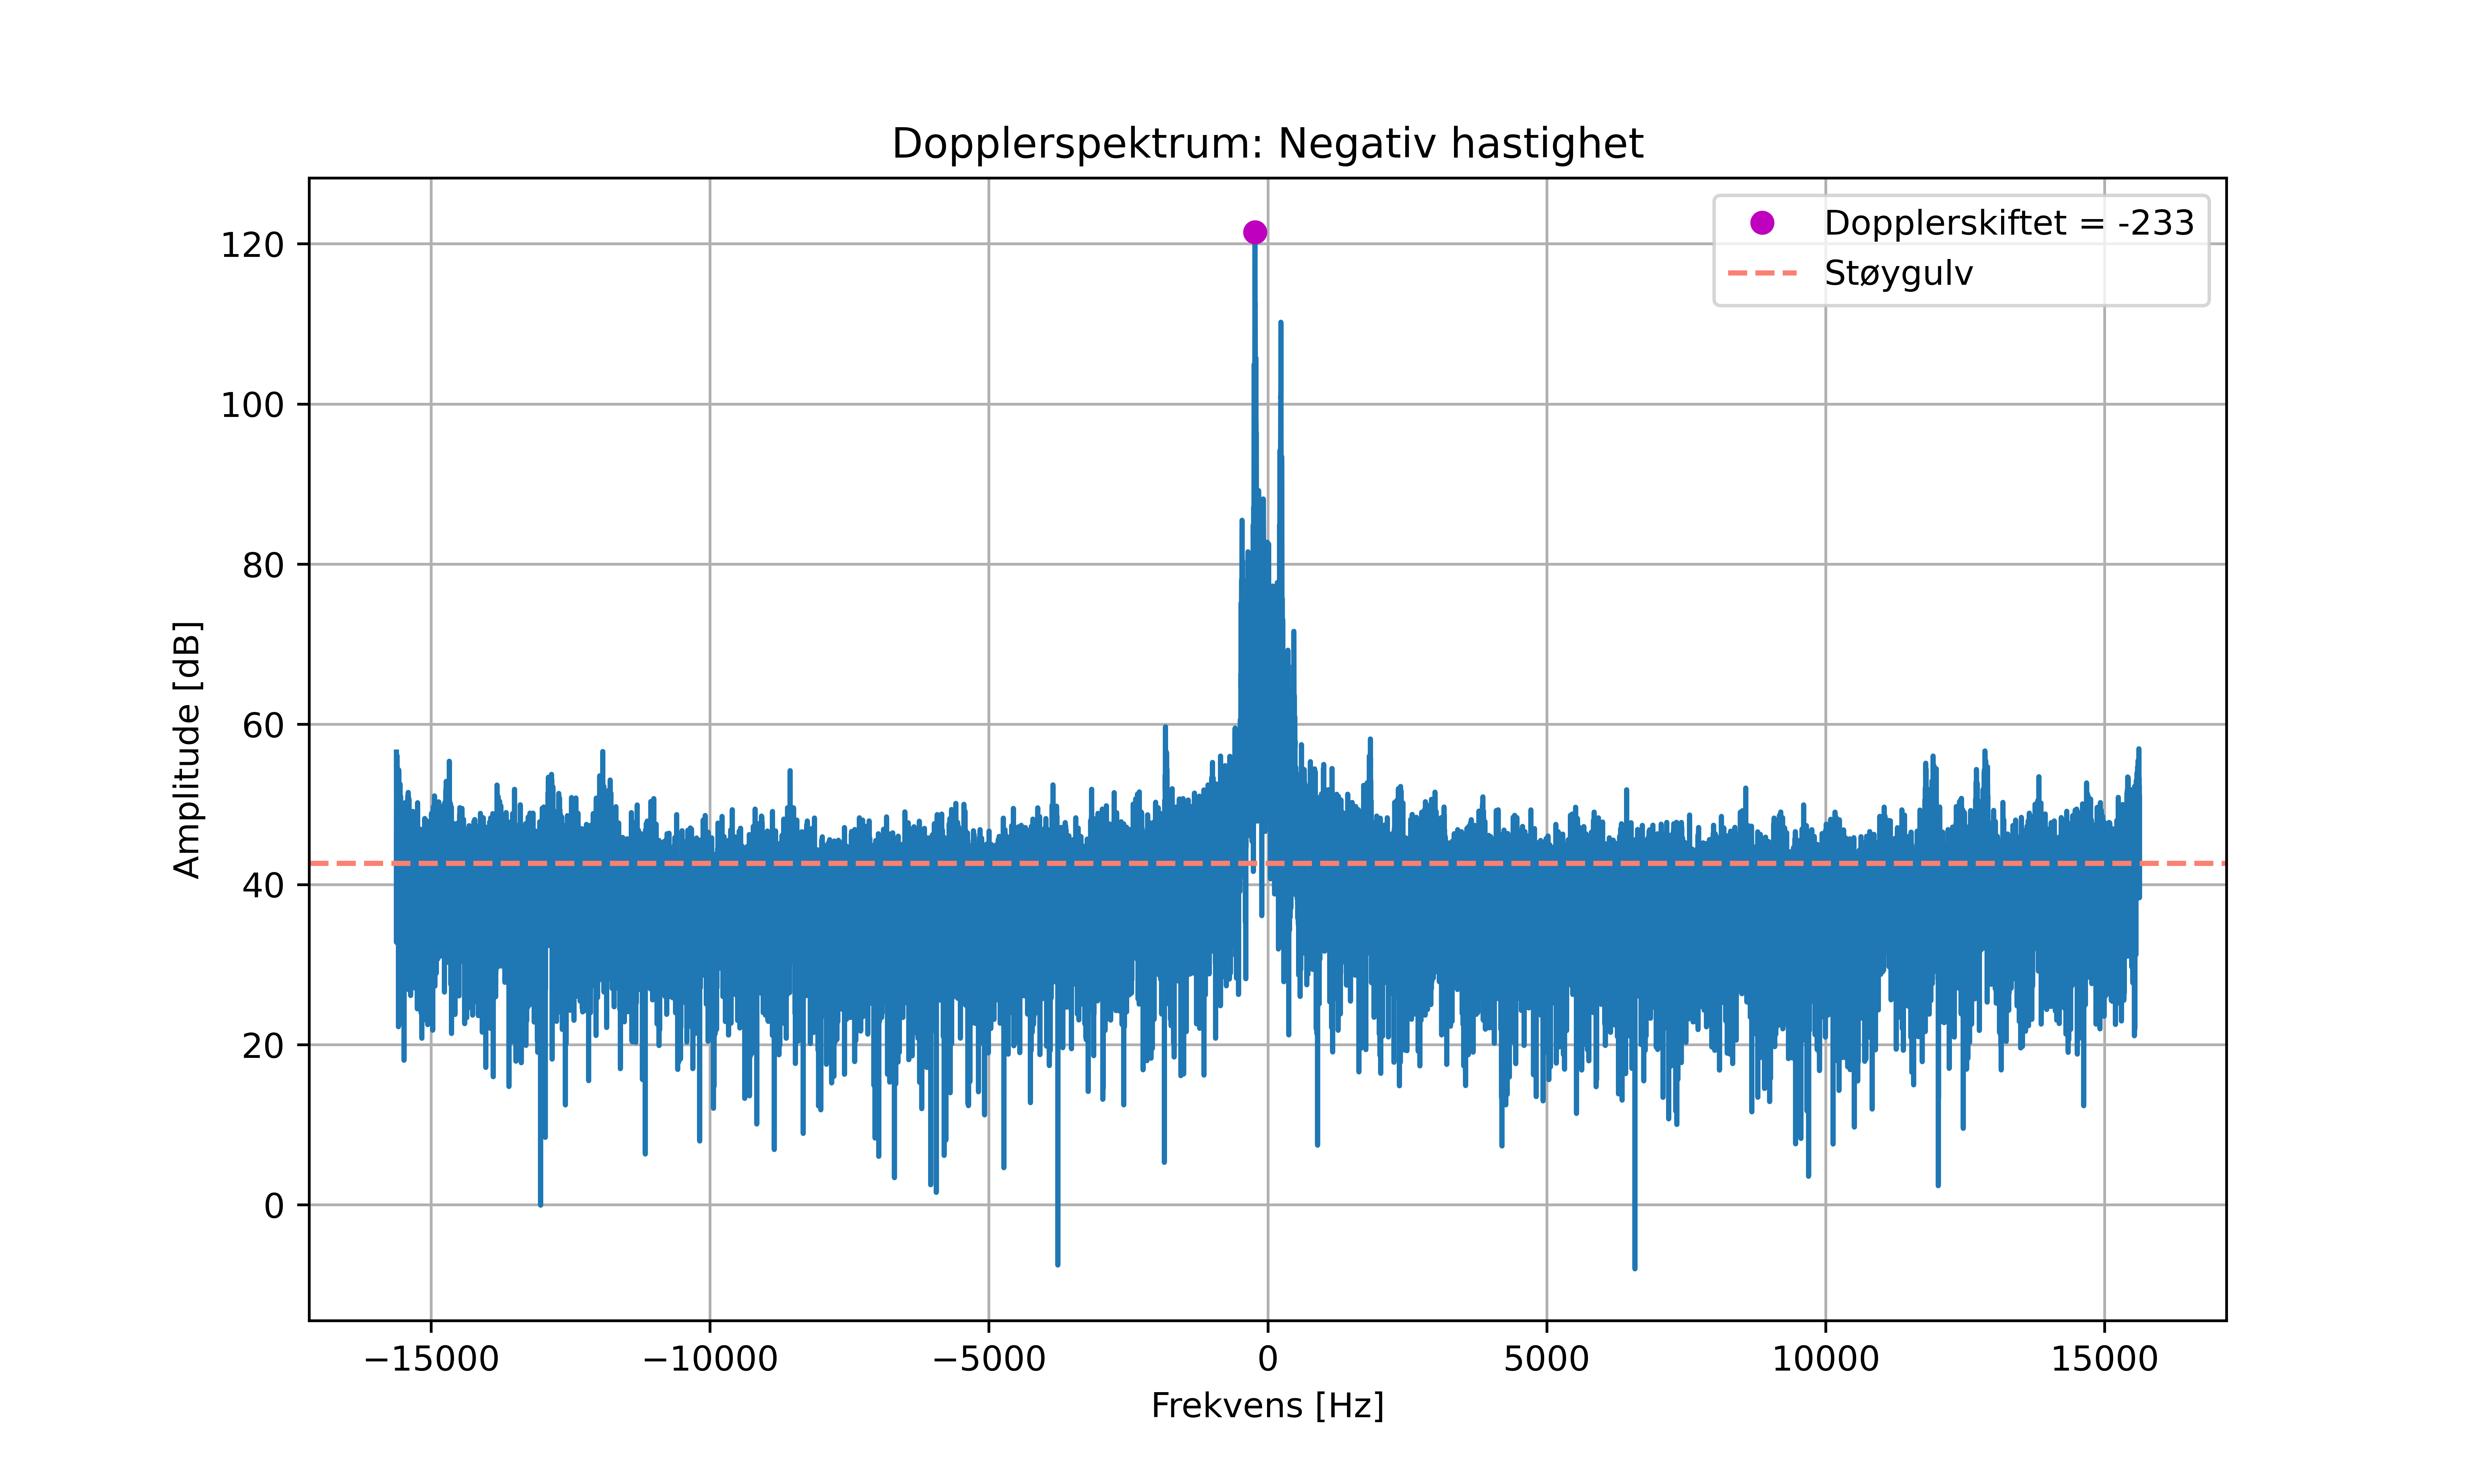 Dopplerspektrum: Negativ hastighet
Dopplerskiftet = -233
Støygulv
120
100
80
60
40
20
0
Amplitude [dB]
−15000 −10000 −5000 0 5000 10000 15000
Frekvens [Hz]